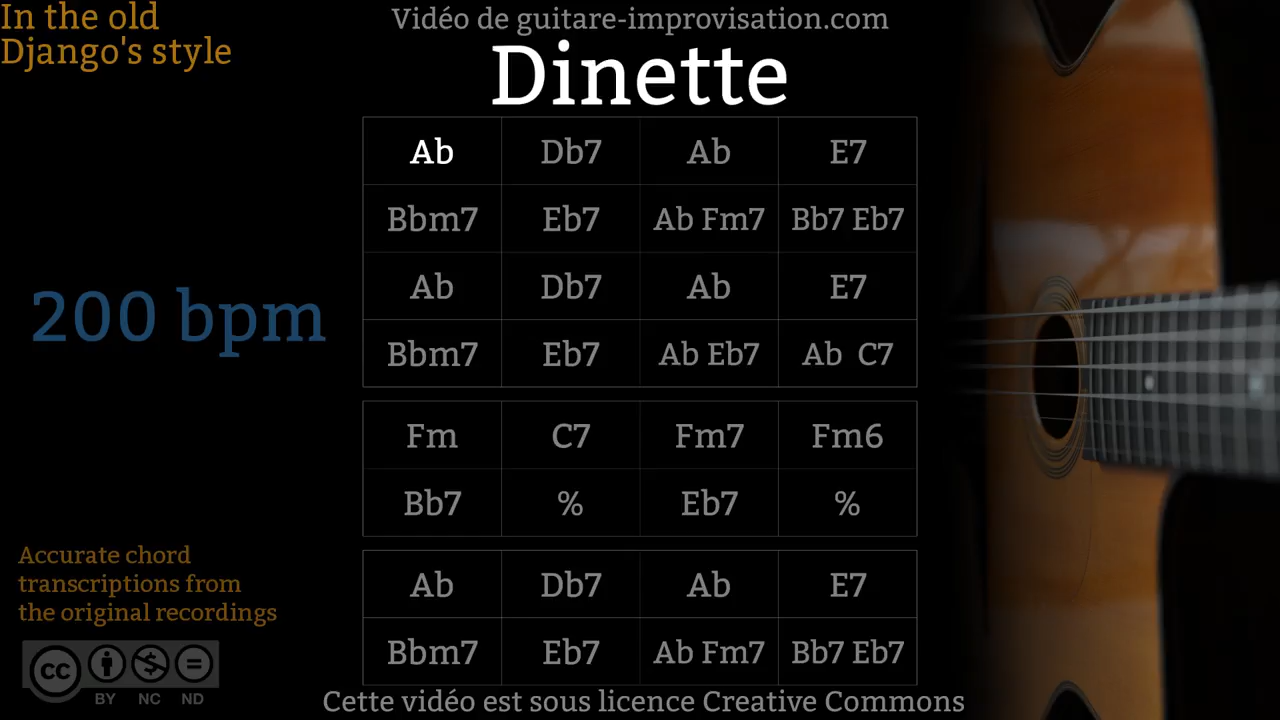 In the old
Django's style
Vidéo de guitare-improvisation.com
Dinette
Ab Db7 Ab E7
Bbm7 Eb7 Ab Fm7 Bb7 Eb7
Ab Db7 Ab E7
Bbm7 Eb7 Ab Eb7 Ab C7
200 bpm
Fm C7 Fm7 Fm6
Bb7 % Eb7 %
Ab Db7 Ab E7
Bbm7 Eb7 Ab Fm7 Bb7 Eb7
Accurate chord
transcriptions from
the original recordings
cc
BY NC ND
Cette vidéo est sous licence Creative Commons